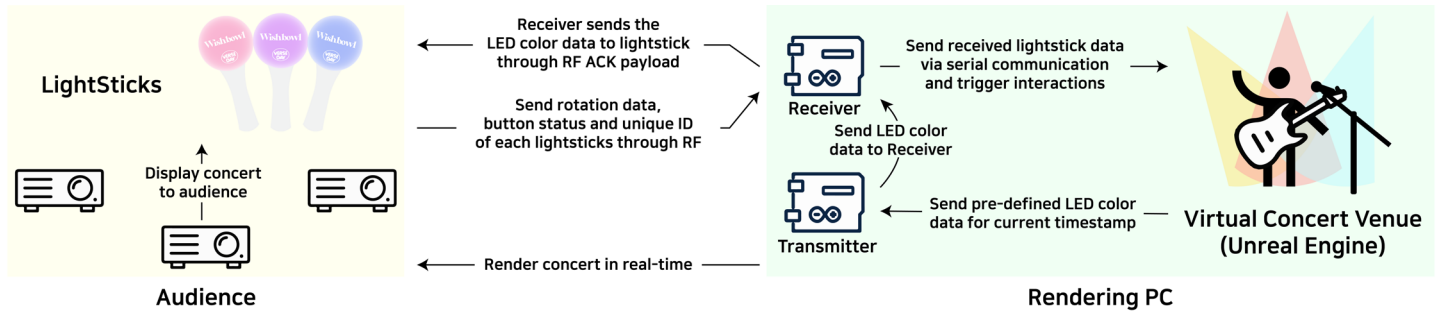 LightSticks
Wishbowl
Wishbowl
Wishbowl
Display concert
to audience
Audience
Receiver sends the
LED color data to lightstick
through RF ACK payload
Send rotation data,
button status and unique ID
of each lightsticks through RF
Render concert in real-time
Receiver
Send LED color
data to Receiver
Transmitter
Send received lightstick data
via serial communication
and trigger interactions
Send pre-defined LED color
data for current timestamp
Virtual Concert Venue
(Unreal Engine)
Rendering PC